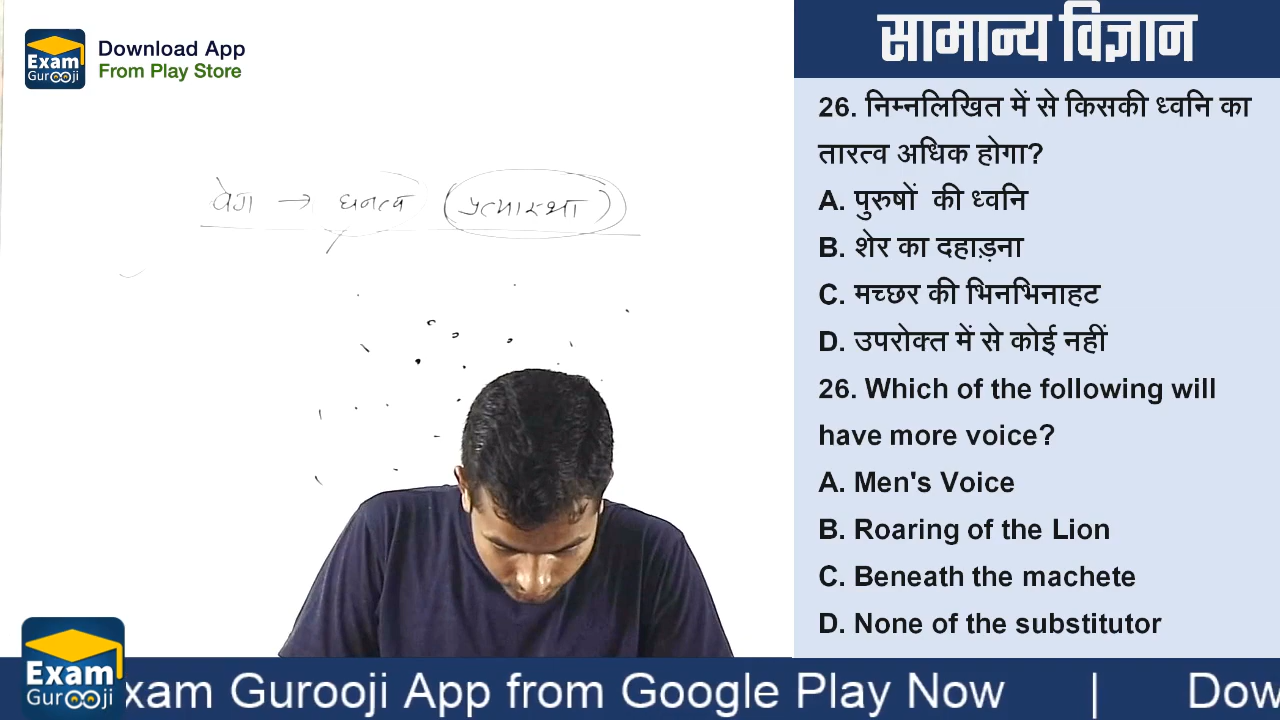 Exam
Gurooji
Download App
From Play Store
वेग → घनत्व (प्रत्यास्था)
सामान्य विज्ञान
26. निम्नलिखित में से किसकी ध्वनि का
तारत्व अधिक होगा?
A. पुरुषों की ध्वनि
B. शेर का दहाड़ना
C. मच्छर की भिनभिनाहट
D. उपरोक्त में से कोई नहीं
26. Which of the following will
have more voice?
A. Men's Voice
B. Roaring of the Lion
C. Beneath the machete
D. None of the substitutor
Exam
Gurooji
xam Gurooji App from Google Play Now | Dow